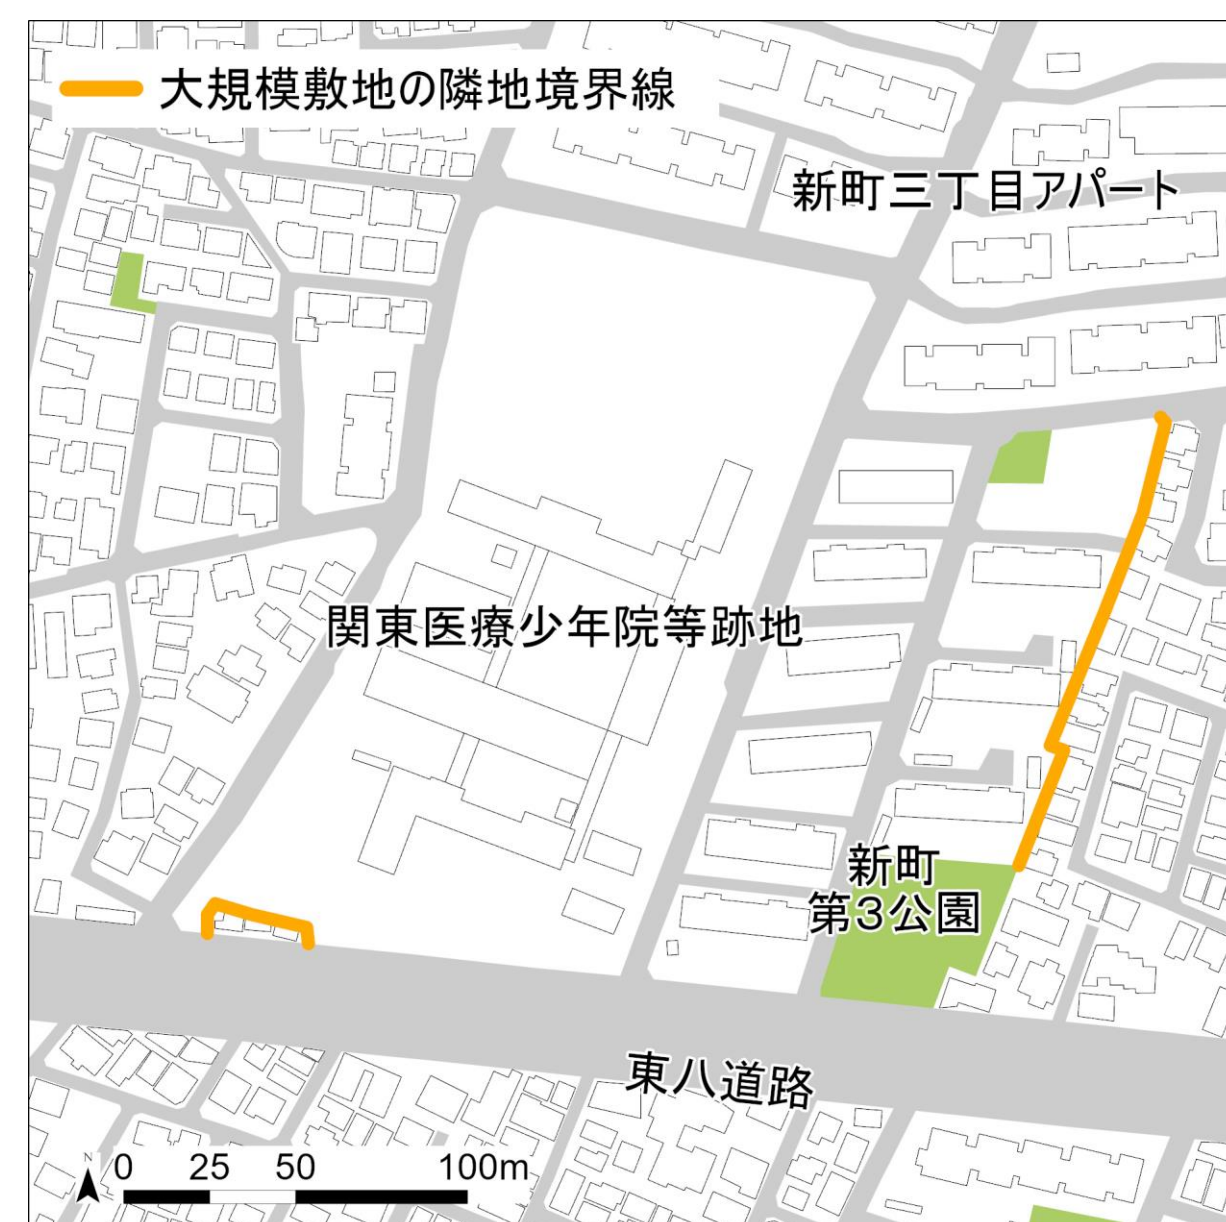 大規模敷地の隣地境界線
新町三丁目アパート
関東医療少年院等跡地
新町
第3公園
東八道路
N
0 25 50 100m